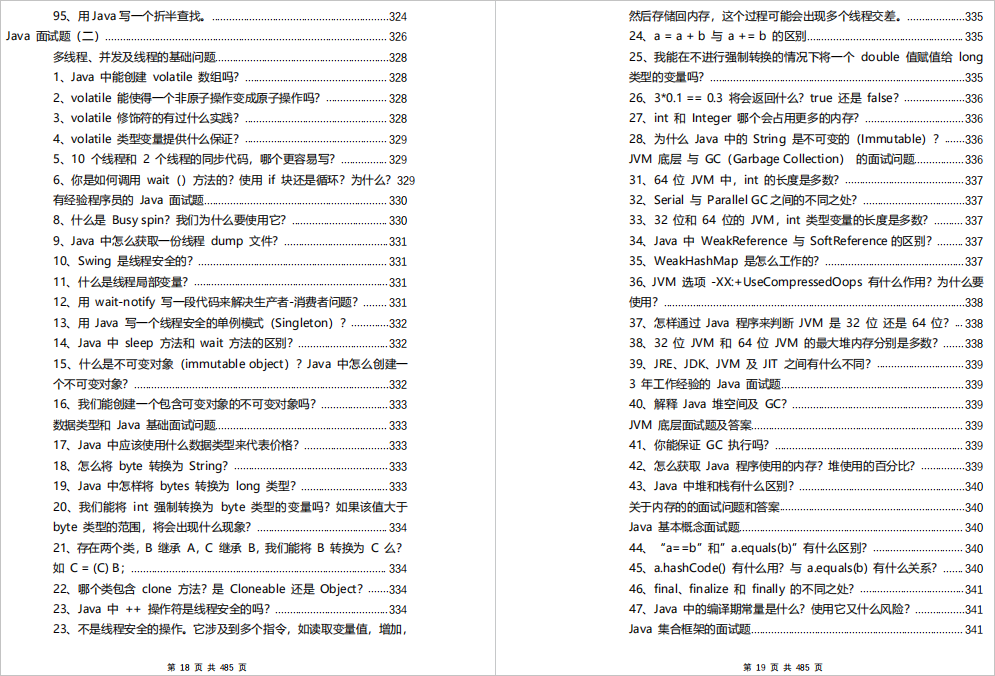 95、用 Java 写一个折半查找。 324
Java 面试题（二） 326
多线程、并发及线程的基础问题 328
1、Java 中能创建 volatile 数组吗？ 328
2、volatile 能使得一个非原子操作变成原子操作吗？ 328
3、volatile 修饰符的有过什么实践？ 328
4、volatile 类型变量提供什么保证？ 329
5、10 个线程和 2 个线程的同步代码，哪个更容易写？ 329
6、你是如何调用 wait（）方法的？使用 if 块还是循环？为什么？ 329
有经验程序员的 Java 面试题 330
8、什么是 Busy spin？我们为什么要使用它？ 330
9、Java 中怎么获取一份线程 dump 文件？ 331
10、Swing 是线程安全的？ 331
11、什么是线程局部变量？ 331
12、用 wait-notify 写一段代码来解决生产者-消费者问题？ 331
13、用 Java 写一个线程安全的单例模式（Singleton）？ 332
14、Java 中 sleep 方法和 wait 方法的区别？ 332
15、什么是不可变对象（immutable object）？Java 中怎么创建一
个不可变对象？ 332
16、我们能创建一个包含可变对象的不可变对象吗？ 333
数据类型和 Java 基础面试问题 333
17、Java 中应该使用什么数据类型来代表价格？ 333
18、怎么将 byte 转换为 String？ 333
19、Java 中怎样将 bytes 转换为 long 类型？ 333
20、我们能将 int 强制转换为 byte 类型的变量吗？如果该值大于
byte 类型的范围，将会出现什么现象？ 334
21、存在两个类，B 继承 A，C 继承 B，我们能将 B 转换为 C 么？
如 C = (C) B； 334
22、哪个类包含 clone 方法？是 Cloneable 还是 Object？ 334
23、Java 中 ++ 操作符是线程安全的吗？ 334
23、不是线程安全的操作。它涉及到多个指令，如读取变量值，增加，
第 18 页 共 485 页
然后存储回内存，这个过程可能会出现多个线程交差。 335
24、a = a + b 与 a += b 的区别 335
25、我能在不进行强制转换的情况下将一个 double 值赋值给 long
类型的变量吗？ 335
26、3*0.1 == 0.3 将会返回什么？true 还是 false？ 336
27、int 和 Integer 哪个会占用更多的内存？ 336
28、为什么 Java 中的 String 是不可变的（Immutable）？ 336
JVM 底层 与 GC（Garbage Collection） 的面试问题 336
31、64 位 JVM 中，int 的长度是多数？ 337
32、Serial 与 Parallel GC 之间的不同之处？ 337
33、32 位和 64 位的 JVM，int 类型变量的长度是多数？ 337
34、Java 中 WeakReference 与 SoftReference 的区别？ 337
35、WeakHashMap 是怎么工作的？ 337
36、JVM 选项 -XX:+UseCompressedOops 有什么作用？为什么要
使用？ 338
37、怎样通过 Java 程序来判断 JVM 是 32 位 还是 64 位？ 338
38、32 位 JVM 和 64 位 JVM 的最大堆内存分别是多数？ 338
39、JRE、JDK、JVM 及 JIT 之间有什么不同？ 339
3 年工作经验的 Java 面试题 339
40、解释 Java 堆空间及 GC？ 339
JVM 底层面试题及答案 339
41、你能保证 GC 执行吗？ 339
42、怎么获取 Java 程序使用的内存？堆使用的百分比？ 339
43、Java 中堆和栈有什么区别？ 340
关于内存的的面试问题和答案 340
Java 基本概念面试题 340
44、“a==b”和”a.equals(b)”有什么区别？ 340
45、a.hashCode() 有什么用？与 a.equals(b) 有什么关系？ 340
46、final、finalize 和 finally 的不同之处？ 341
47、Java 中的编译期常量是什么？使用它又什么风险？ 341
Java 集合框架的面试题 341
第 19 页 共 485 页